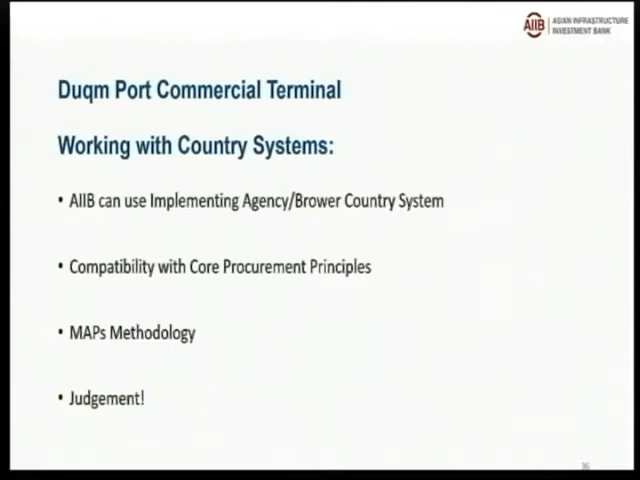 AIIB
ASIAN INFRASTRUCTURE
INVESTMENT BANK
Duqm Port Commercial Terminal
Working with Country Systems:
• AIIB can use Implementing Agency/Brower Country System
• Compatibility with Core Procurement Principles
• MAPs Methodology
• Judgement!